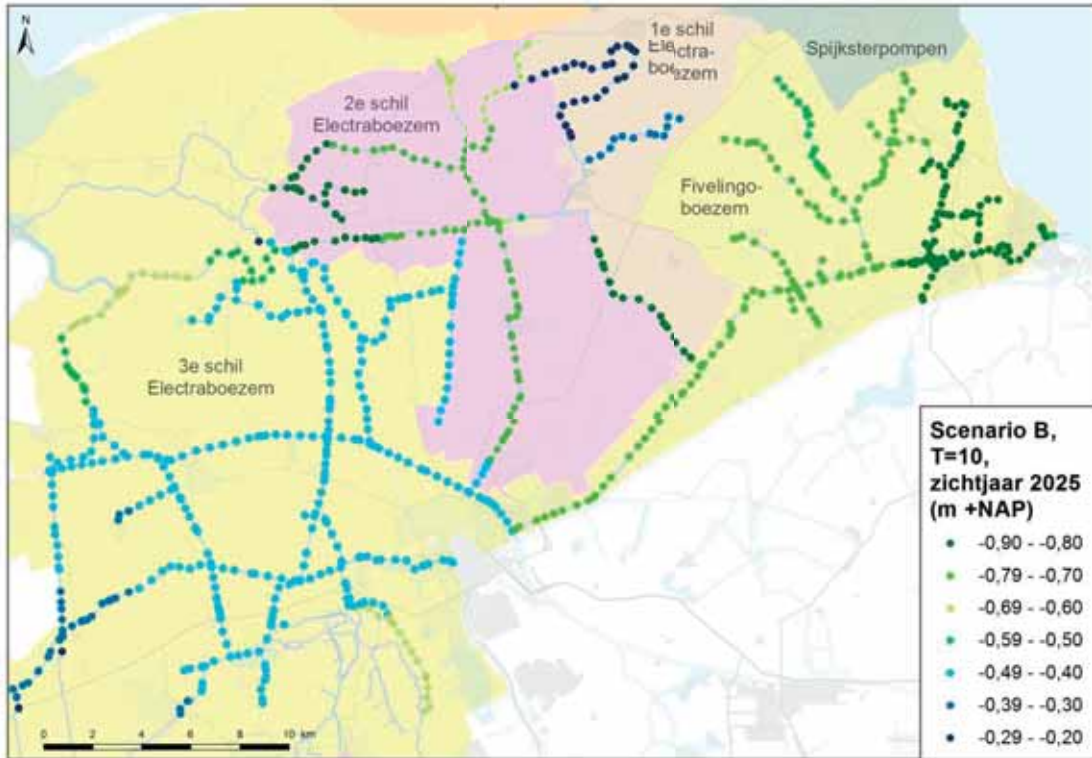 N
1e schil
Electra-
boezem
Spijksterpompen
2e schil
Electraboezem
Fivelingo-
boezem
3e schil
Electraboezem
Scenario B,
T=10,
zichtjaar 2025
(m +NAP)
-0,90 - -0,80
-0,79 - -0,70
-0,69 - -0,60
-0,59 - -0,50
-0,49 - -0,40
-0,39 - -0,30
-0,29 - -0,20
0 2 4 6 8 10 km